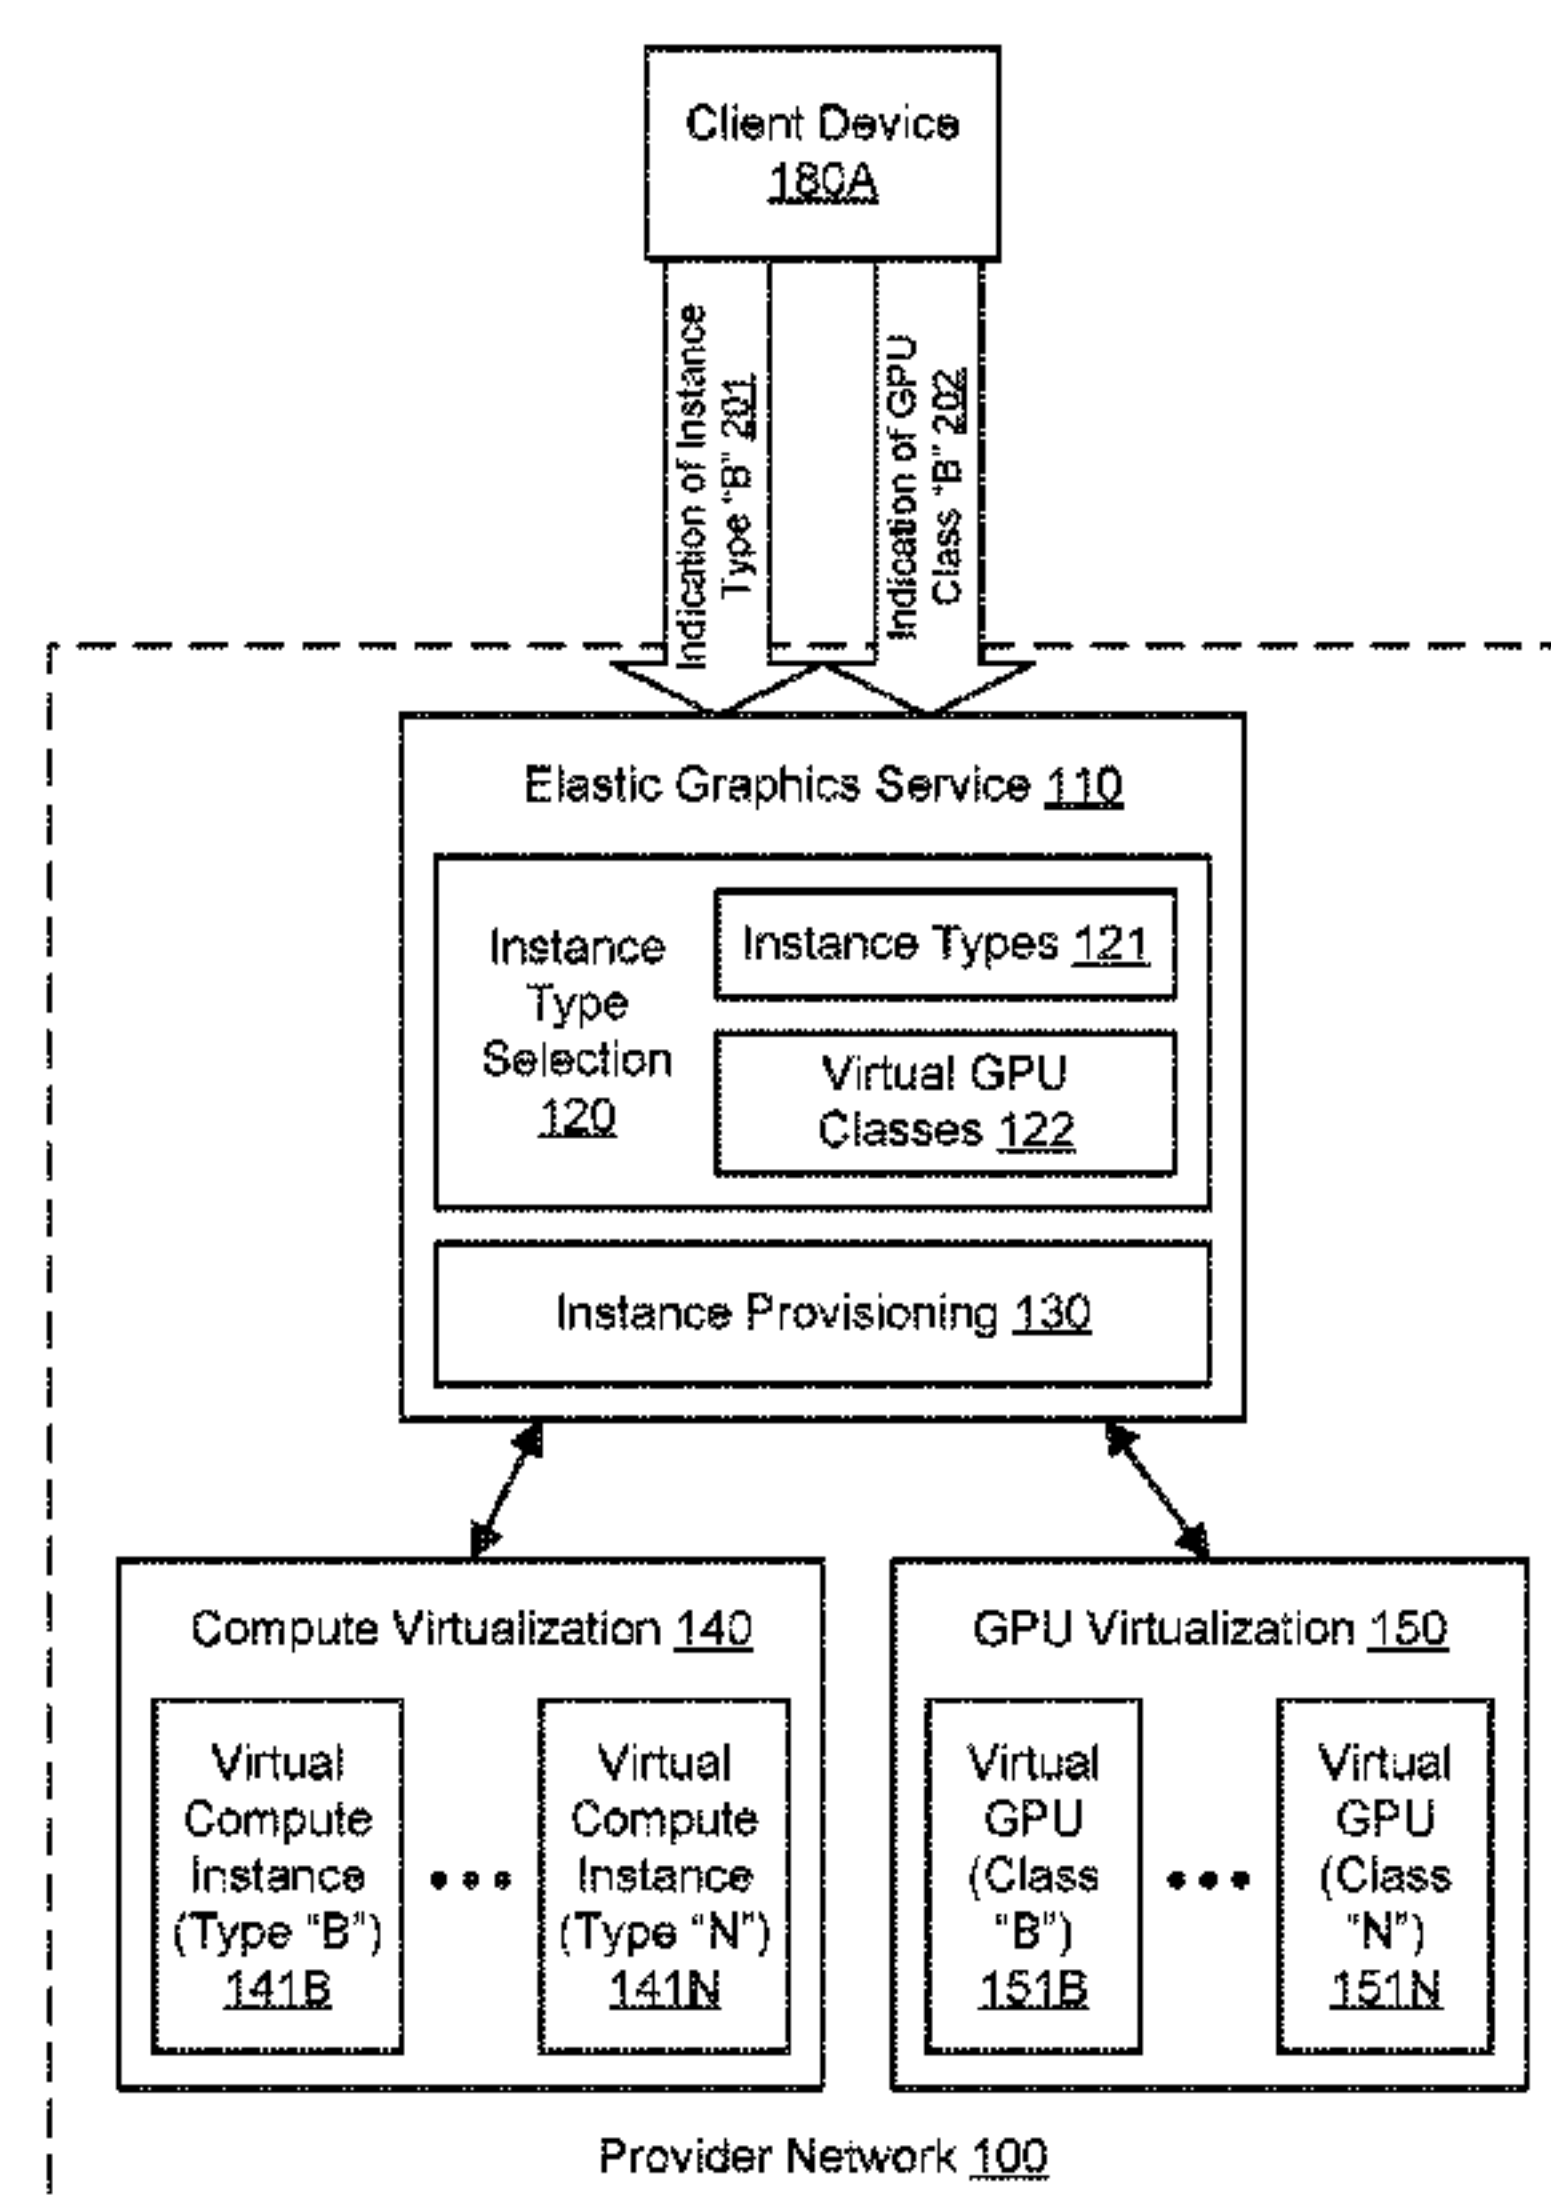 Client Device
180A
Indication of Instance
Type "B" 201
Indication of GPU
Class "B" 202
Elastic Graphics Service 110
Instance
Type
Selection
120
Instance Types 121
Virtual GPU
Classes 122
Instance Provisioning 130
Compute Virtualization 140
Virtual
Compute
Instance
(Type "B")
141B
Virtual
Compute
Instance
(Type "N")
141N
GPU Virtualization 150
Virtual
GPU
(Class
"B")
151B
Virtual
GPU
(Class
"N")
151N
Provider Network 100